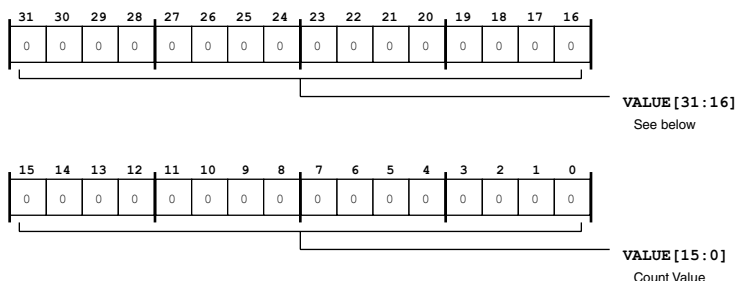 31 30 29 28 27 26 25 24 23 22 21 20 19 18 17 16
0 0 0 0 0 0 0 0 0 0 0 0 0 0 0 0
VALUE[31:16]
See below
15 14 13 12 11 10 9 8 7 6 5 4 3 2 1 0
0 0 0 0 0 0 0 0 0 0 0 0 0 0 0 0
VALUE[15:0]
Count Value